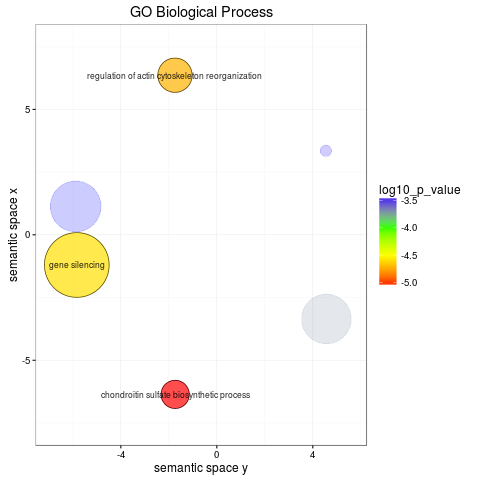 GO Biological Process
regulation of actin cytoskeleton reorganization
gene silencing
chondroitin sulfate biosynthetic process
5
0
-5
semantic space x
-4
0
4
semantic space y
log10_p_value
-3.5
-4.0
-4.5
-5.0